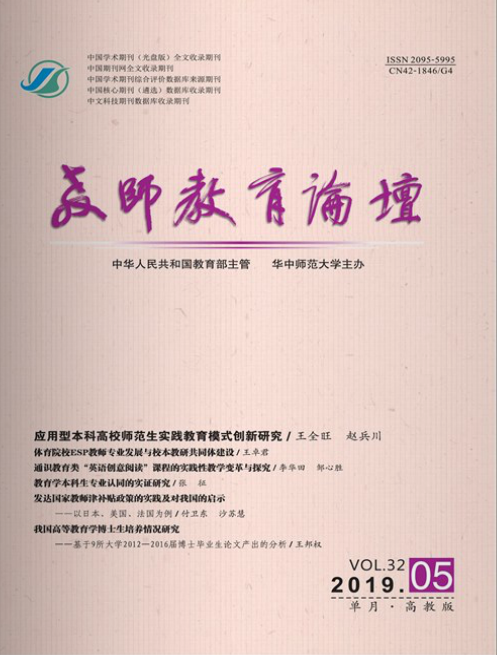 中国学术期刊（光盘版）全文收录期刊
中国期刊网全文收录期刊
中国学术期刊综合评价数据库来源期刊
中国核心期刊（遴选）数据库收录期刊
中文科技期刊数据库收录期刊
ISSN 2095-5995
CN42-1846/G4
教師教育論壇
中华人民共和国教育部主管 华中师范大学主办
应用型本科高校师范生实践教育模式创新研究/王全旺 赵兵川
体育院校ESP教师专业发展与校本教研共同体建设/王卓君
通识教育类“英语创意阅读”课程的实践性教学变革与探究/李华田 邹心胜
教育学本科生专业认同的实证研究/张 征
发达国家教师津补贴政策的实践及对我国的启示
——以日本、美国、法国为例/付卫东 沙苏慧
我国高等教育学博士生培养情况研究
——基于9所大学2012—2016届博士毕业生论文产出的分析/王邦权
VOL.32
2019.05
单月·高教版